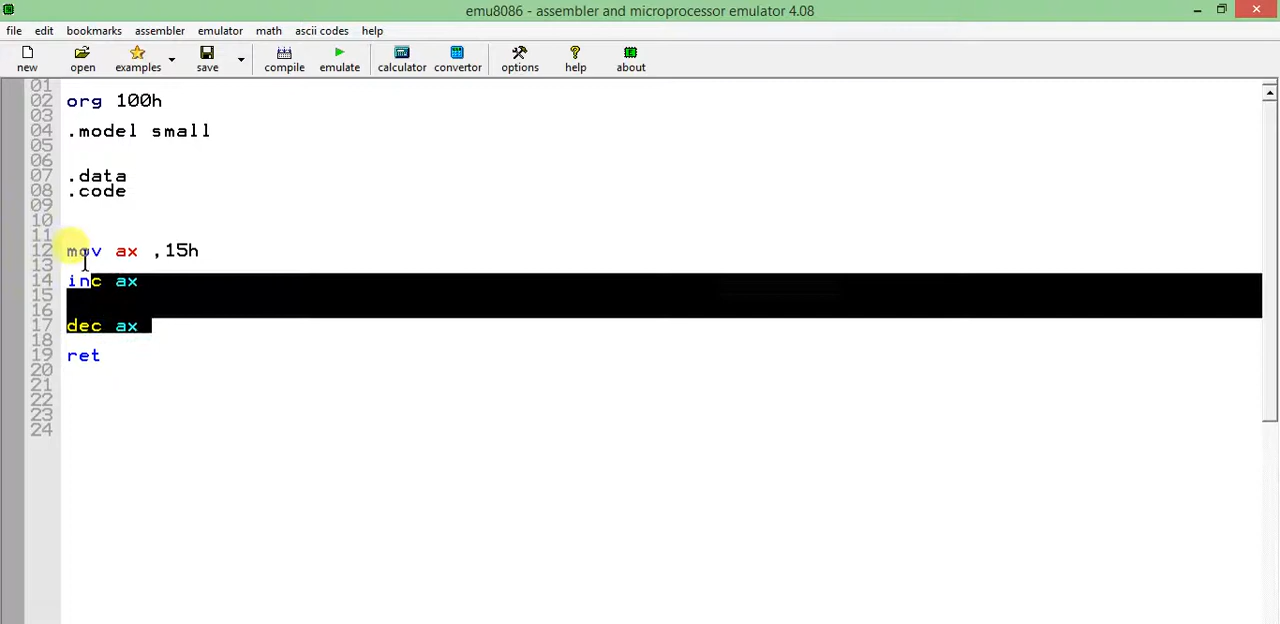 emu8086 - assembler and microprocessor emulator 4.08
file edit bookmarks assembler emulator math ascii codes help
new open examples save compile emulate calculator convertor options help about
01
02 org 100h
03
04 .model small
05
06
07 .data
08 .code
09
10
11
12 mov ax ,15h
13
14 inc ax
15
16
17 dec ax
18
19 ret
20
21
22
23
24